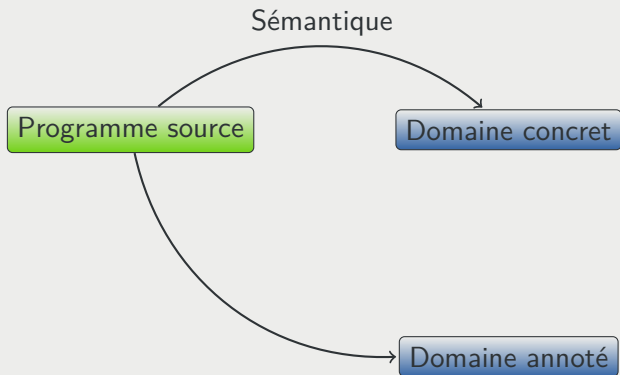 Sémantique
Programme source
Domaine concret
Domaine annoté